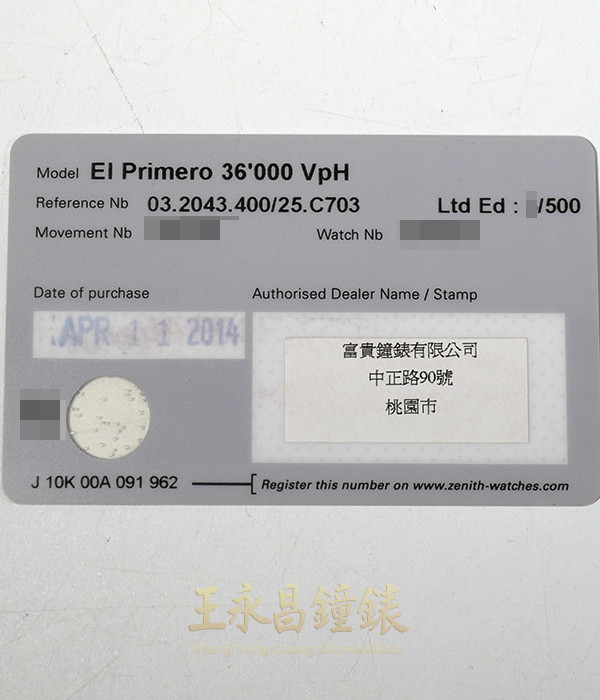 Model El Primero 36'000 VpH
Reference Nb 03.2043.400/25.C703 Ltd Ed : /500
Movement Nb Watch Nb
Date of purchase Authorised Dealer Name / Stamp
APR 11 2014
富貴鐘錶有限公司
中正路90號
桃園市
J 10K 00A 091 962 Register this number on www.zenith-watches.com
王永昌鐘錶